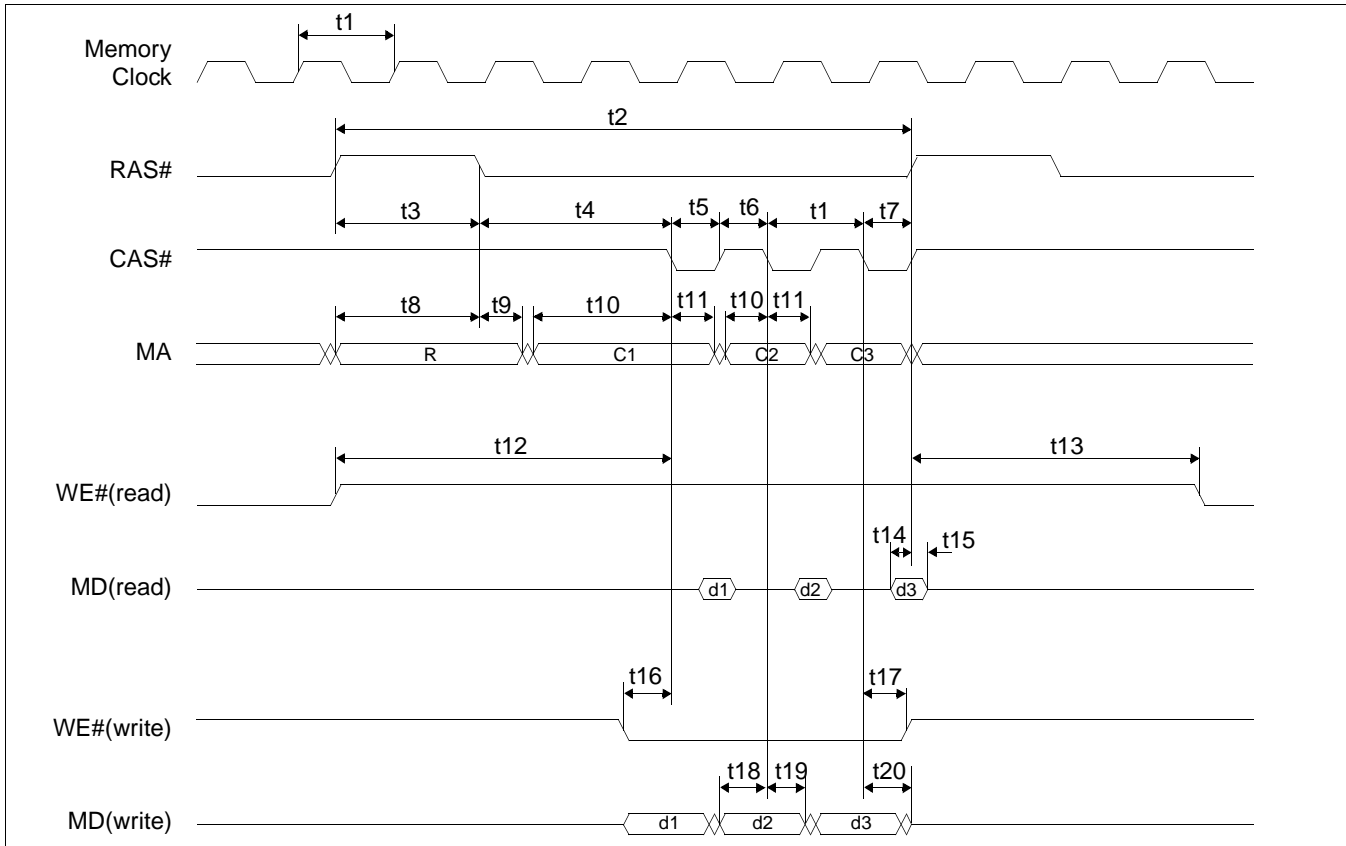 t1
Memory
Clock
t2
RAS#
t3 t4 t5 t6 t1 t7
CAS#
t8 t9 t10 t11 t10 t11
MA R C1 C2 C3
t12 t13
WE#(read)
t14 t15
MD(read) d1 d2 d3
t16 t17
WE#(write)
t18 t19 t20
MD(write) d1 d2 d3